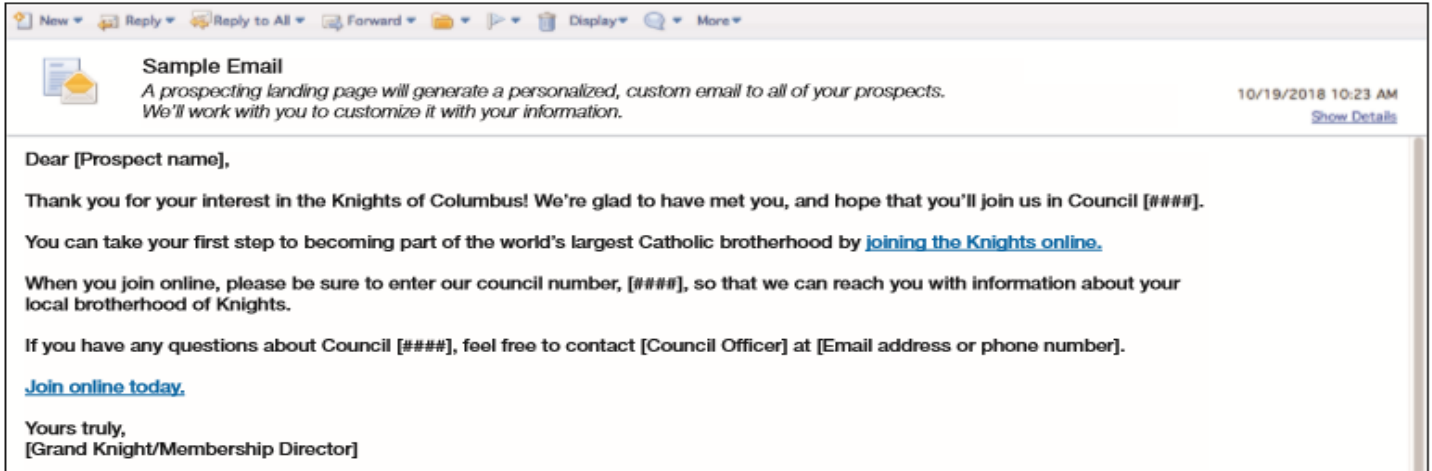 New Reply Reply to All Forward Display More
Sample Email
A prospecting landing page will generate a personalized, custom email to all of your prospects.
We'll work with you to customize it with your information.
10/19/2018 10:23 AM
Show Details
Dear [Prospect name],
Thank you for your interest in the Knights of Columbus! We're glad to have met you, and hope that you'll join us in Council [####].
You can take your first step to becoming part of the world's largest Catholic brotherhood by joining the Knights online.
When you join online, please be sure to enter our council number, [####], so that we can reach you with information about your
local brotherhood of Knights.
If you have any questions about Council [####], feel free to contact [Council Officer] at [Email address or phone number].
Join online today.
Yours truly,
[Grand Knight/Membership Director]